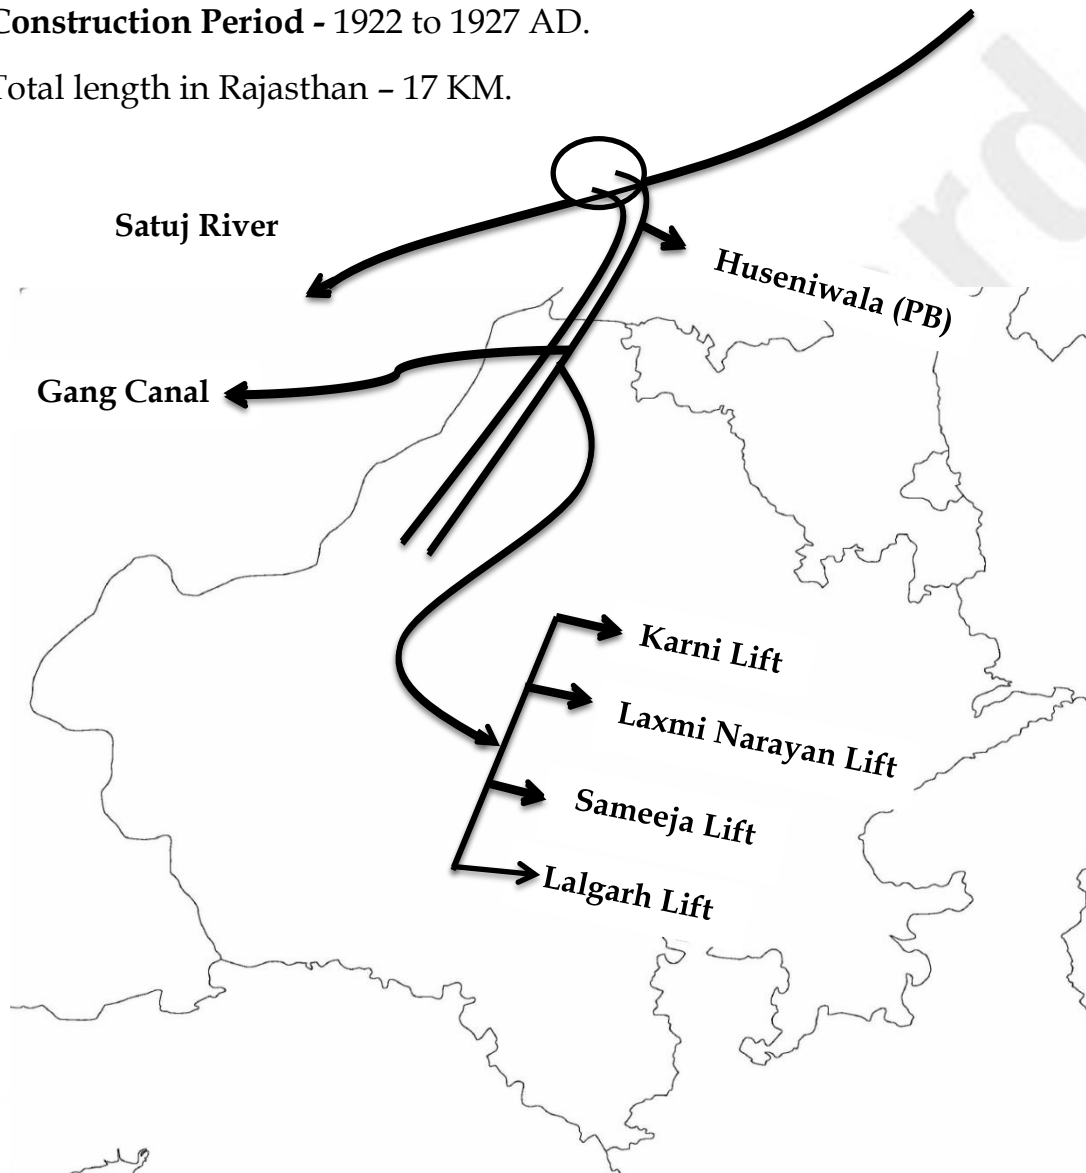 Construction Period - 1922 to 1927 AD.
Total length in Rajasthan – 17 KM.
Satuj River
Huseniwala (PB)
Gang Canal
Karni Lift
Laxmi Narayan Lift
Sameeja Lift
Lalgarh Lift